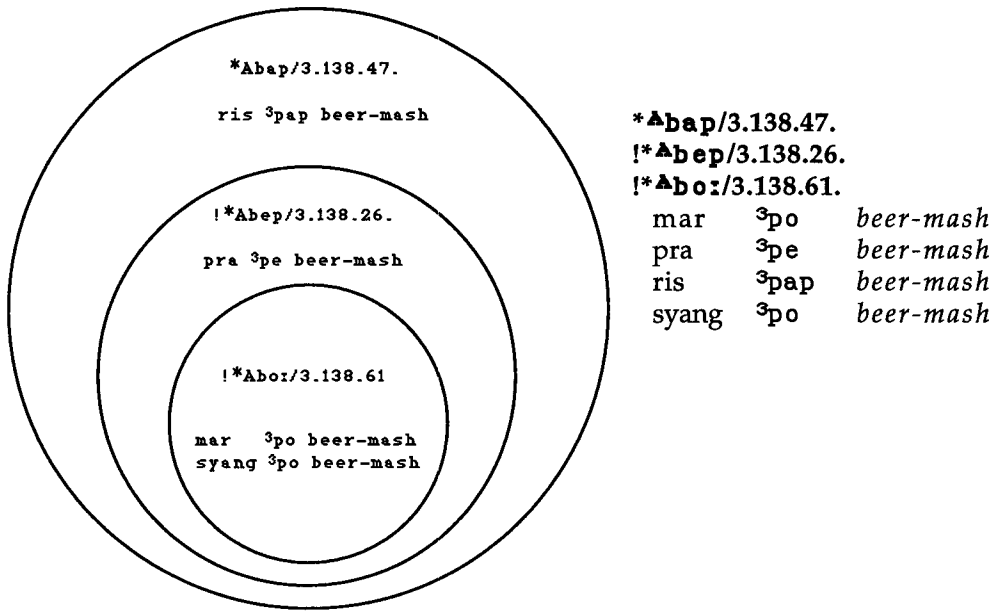 *Abap/3.138.47.
ris ³pap beer-mash
!*Abep/3.138.26.
pra ³pe beer-mash
!*Abo:/3.138.61
mar ³po beer-mash
syang ³po beer-mash
*ᴬbap/3.138.47.
!*ᴬbep/3.138.26.
!*ᴬbo:/3.138.61.
mar ³po beer-mash
pra ³pe beer-mash
ris ³pap beer-mash
syang ³po beer-mash